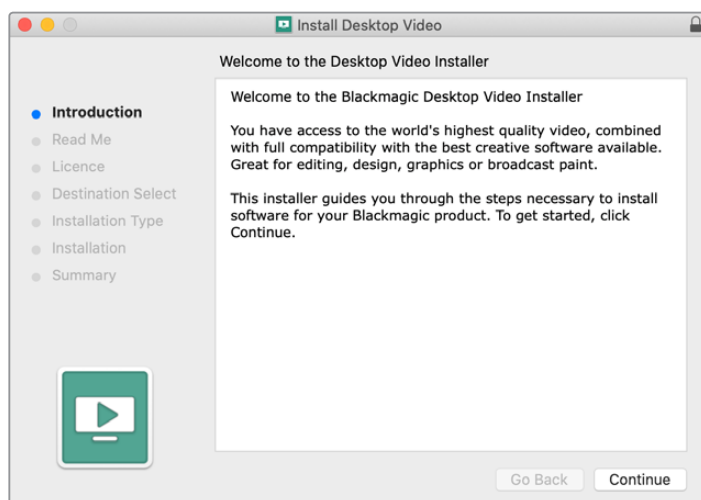 Install Desktop Video
Welcome to the Desktop Video Installer
Introduction
Read Me
Licence
Destination Select
Installation Type
Installation
Summary
Welcome to the Blackmagic Desktop Video Installer
You have access to the world's highest quality video, combined
with full compatibility with the best creative software available.
Great for editing, design, graphics or broadcast paint.
This installer guides you through the steps necessary to install
software for your Blackmagic product. To get started, click
Continue.
Go Back
Continue